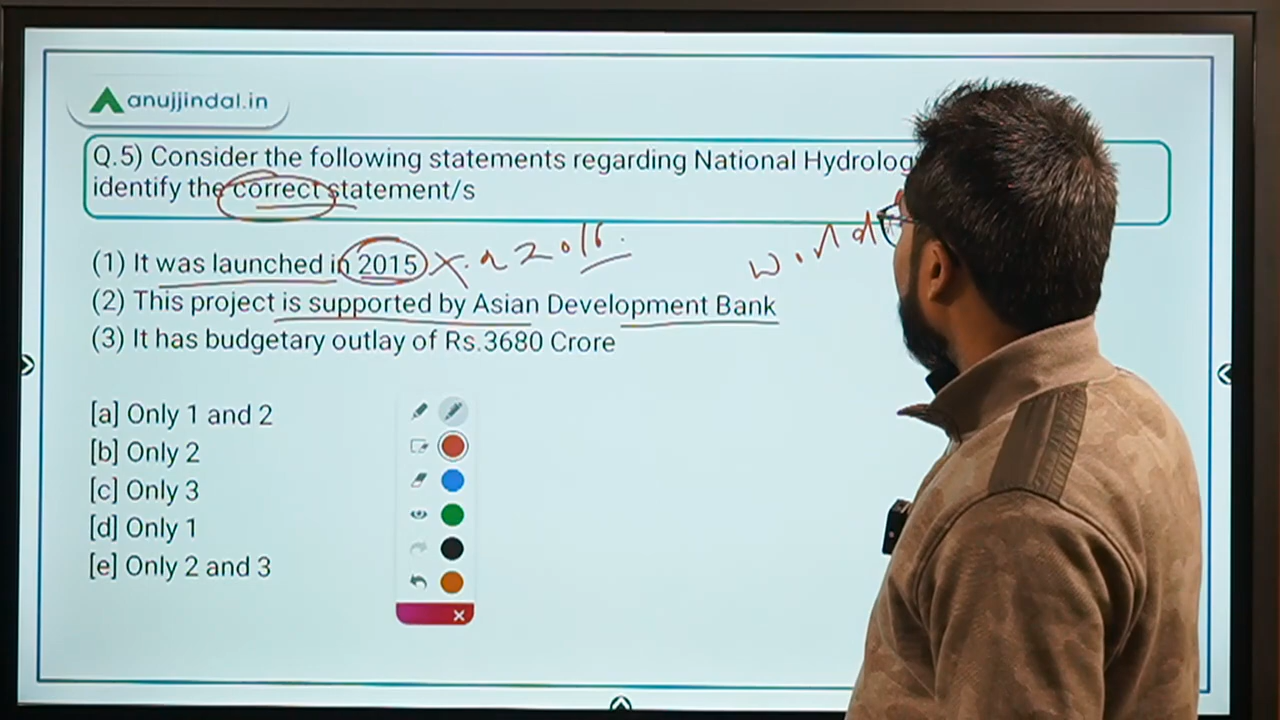 anujjindal.in
Q.5) Consider the following statements regarding National Hydrolog
identify the correct statement/s
(1) It was launched in 2015 x. 2016.
world
(2) This project is supported by Asian Development Bank
(3) It has budgetary outlay of Rs.3680 Crore
[a] Only 1 and 2
[b] Only 2
[c] Only 3
[d] Only 1
[e] Only 2 and 3